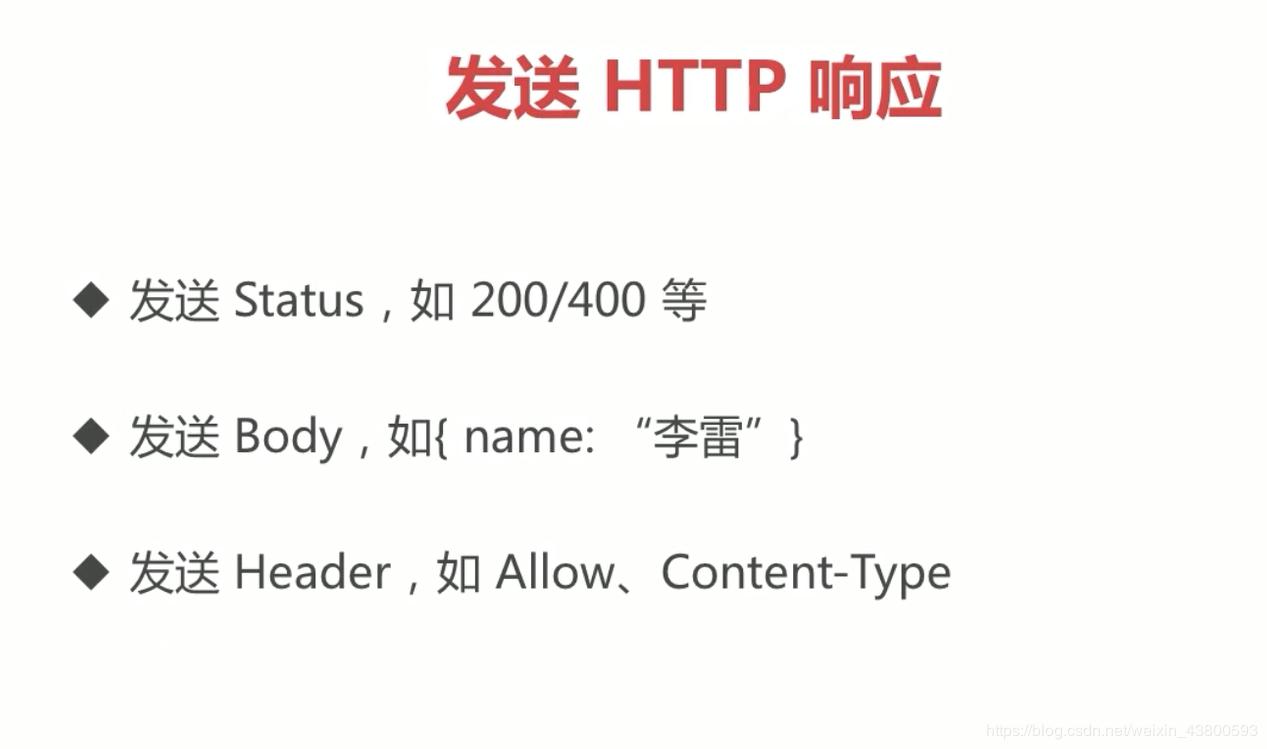 发送 HTTP 响应
◆ 发送 Status，如 200/400 等
◆ 发送 Body，如{ name: “李雷” }
◆ 发送 Header，如 Allow、Content-Type
https://blog.csdn.net/weixin_43800593